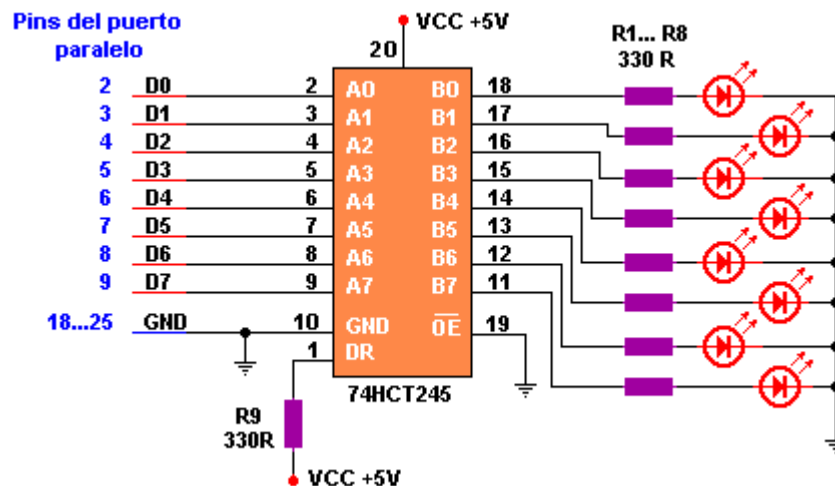 Pins del puerto
paralelo
VCC +5V
20
R1... R8
330 R
2 D0 2 A0 B0 18
3 D1 3 A1 B1 17
4 D2 4 A2 B2 16
5 D3 5 A3 B3 15
6 D4 6 A4 B4 14
7 D5 7 A5 B5 13
8 D6 8 A6 B6 12
9 D7 9 A7 B7 11
18...25 GND 10 GND OE 19
1 DR
74HCT245
R9
330R
VCC +5V